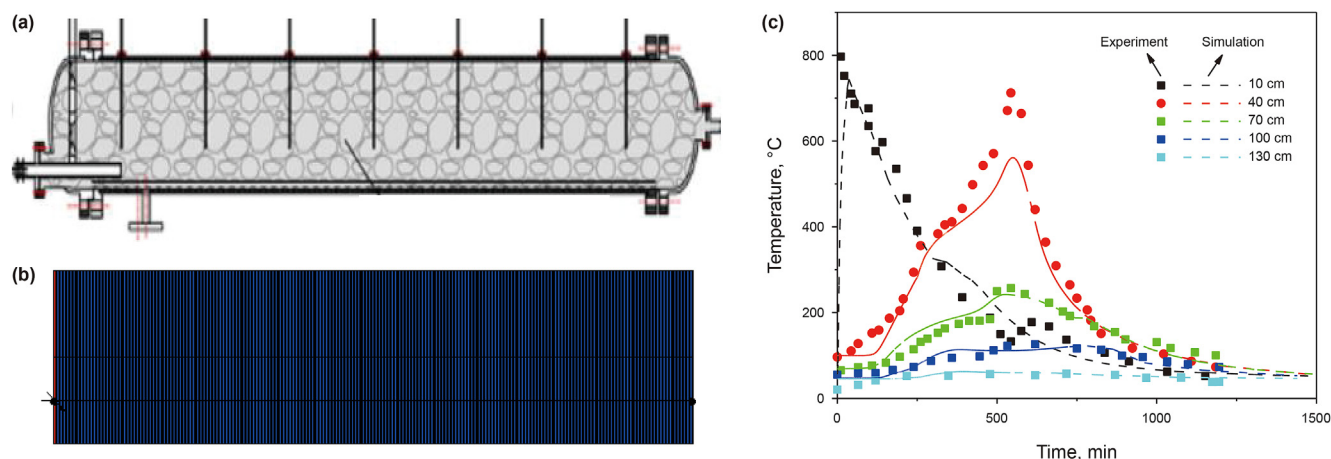 (a)
(b)
(c)
Experiment Simulation
10 cm
40 cm
70 cm
100 cm
130 cm
Temperature, °C
800
600
400
200
0
0 500 1000 1500
Time, min